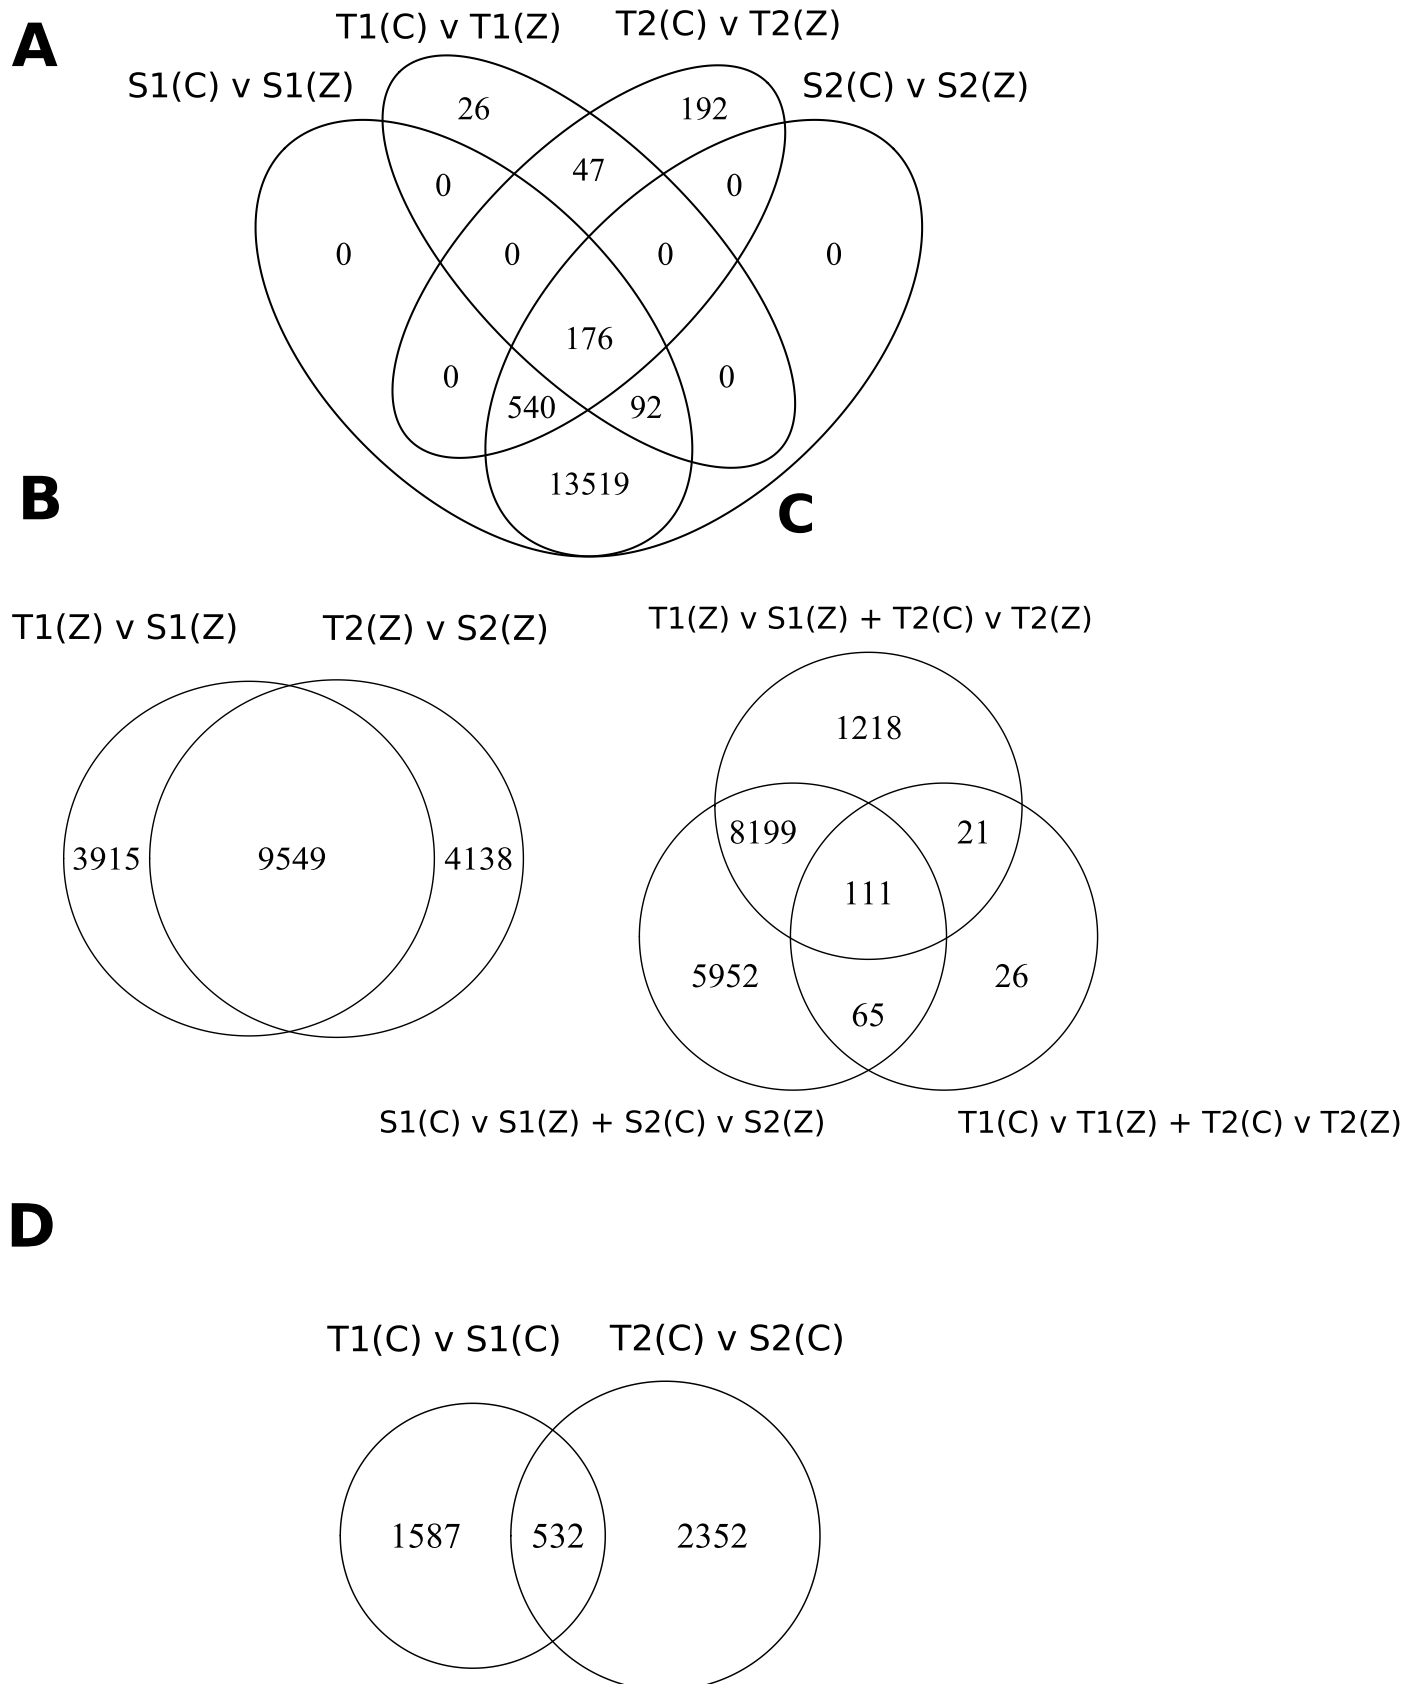 A
T1(C) v T1(Z) T2(C) v T2(Z)
S1(C) v S1(Z) S2(C) v S2(Z)
26 192
47
0 0
0 0 0 0
176
0 0
540 92
13519
B
C
T1(Z) v S1(Z) T2(Z) v S2(Z)
3915 9549 4138
T1(Z) v S1(Z) + T2(C) v T2(Z)
1218
8199 21
111
5952 26
65
S1(C) v S1(Z) + S2(C) v S2(Z) T1(C) v T1(Z) + T2(C) v T2(Z)
D
T1(C) v S1(C) T2(C) v S2(C)
1587 532 2352